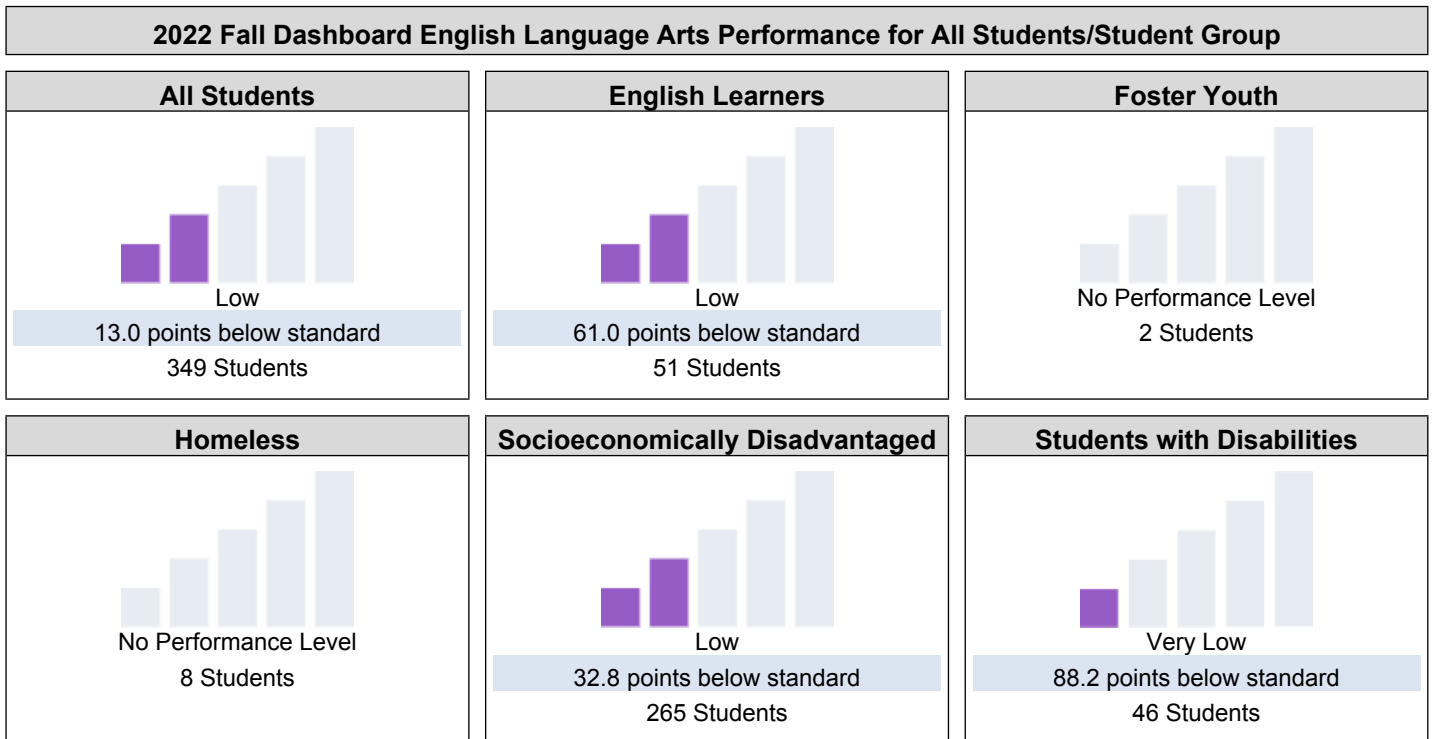 2022 Fall Dashboard English Language Arts Performance for All Students/Student Group
All Students
Low
13.0 points below standard
349 Students
English Learners
Low
61.0 points below standard
51 Students
Foster Youth
No Performance Level
2 Students
Homeless
No Performance Level
8 Students
Socioeconomically Disadvantaged
Low
32.8 points below standard
265 Students
Students with Disabilities
Very Low
88.2 points below standard
46 Students